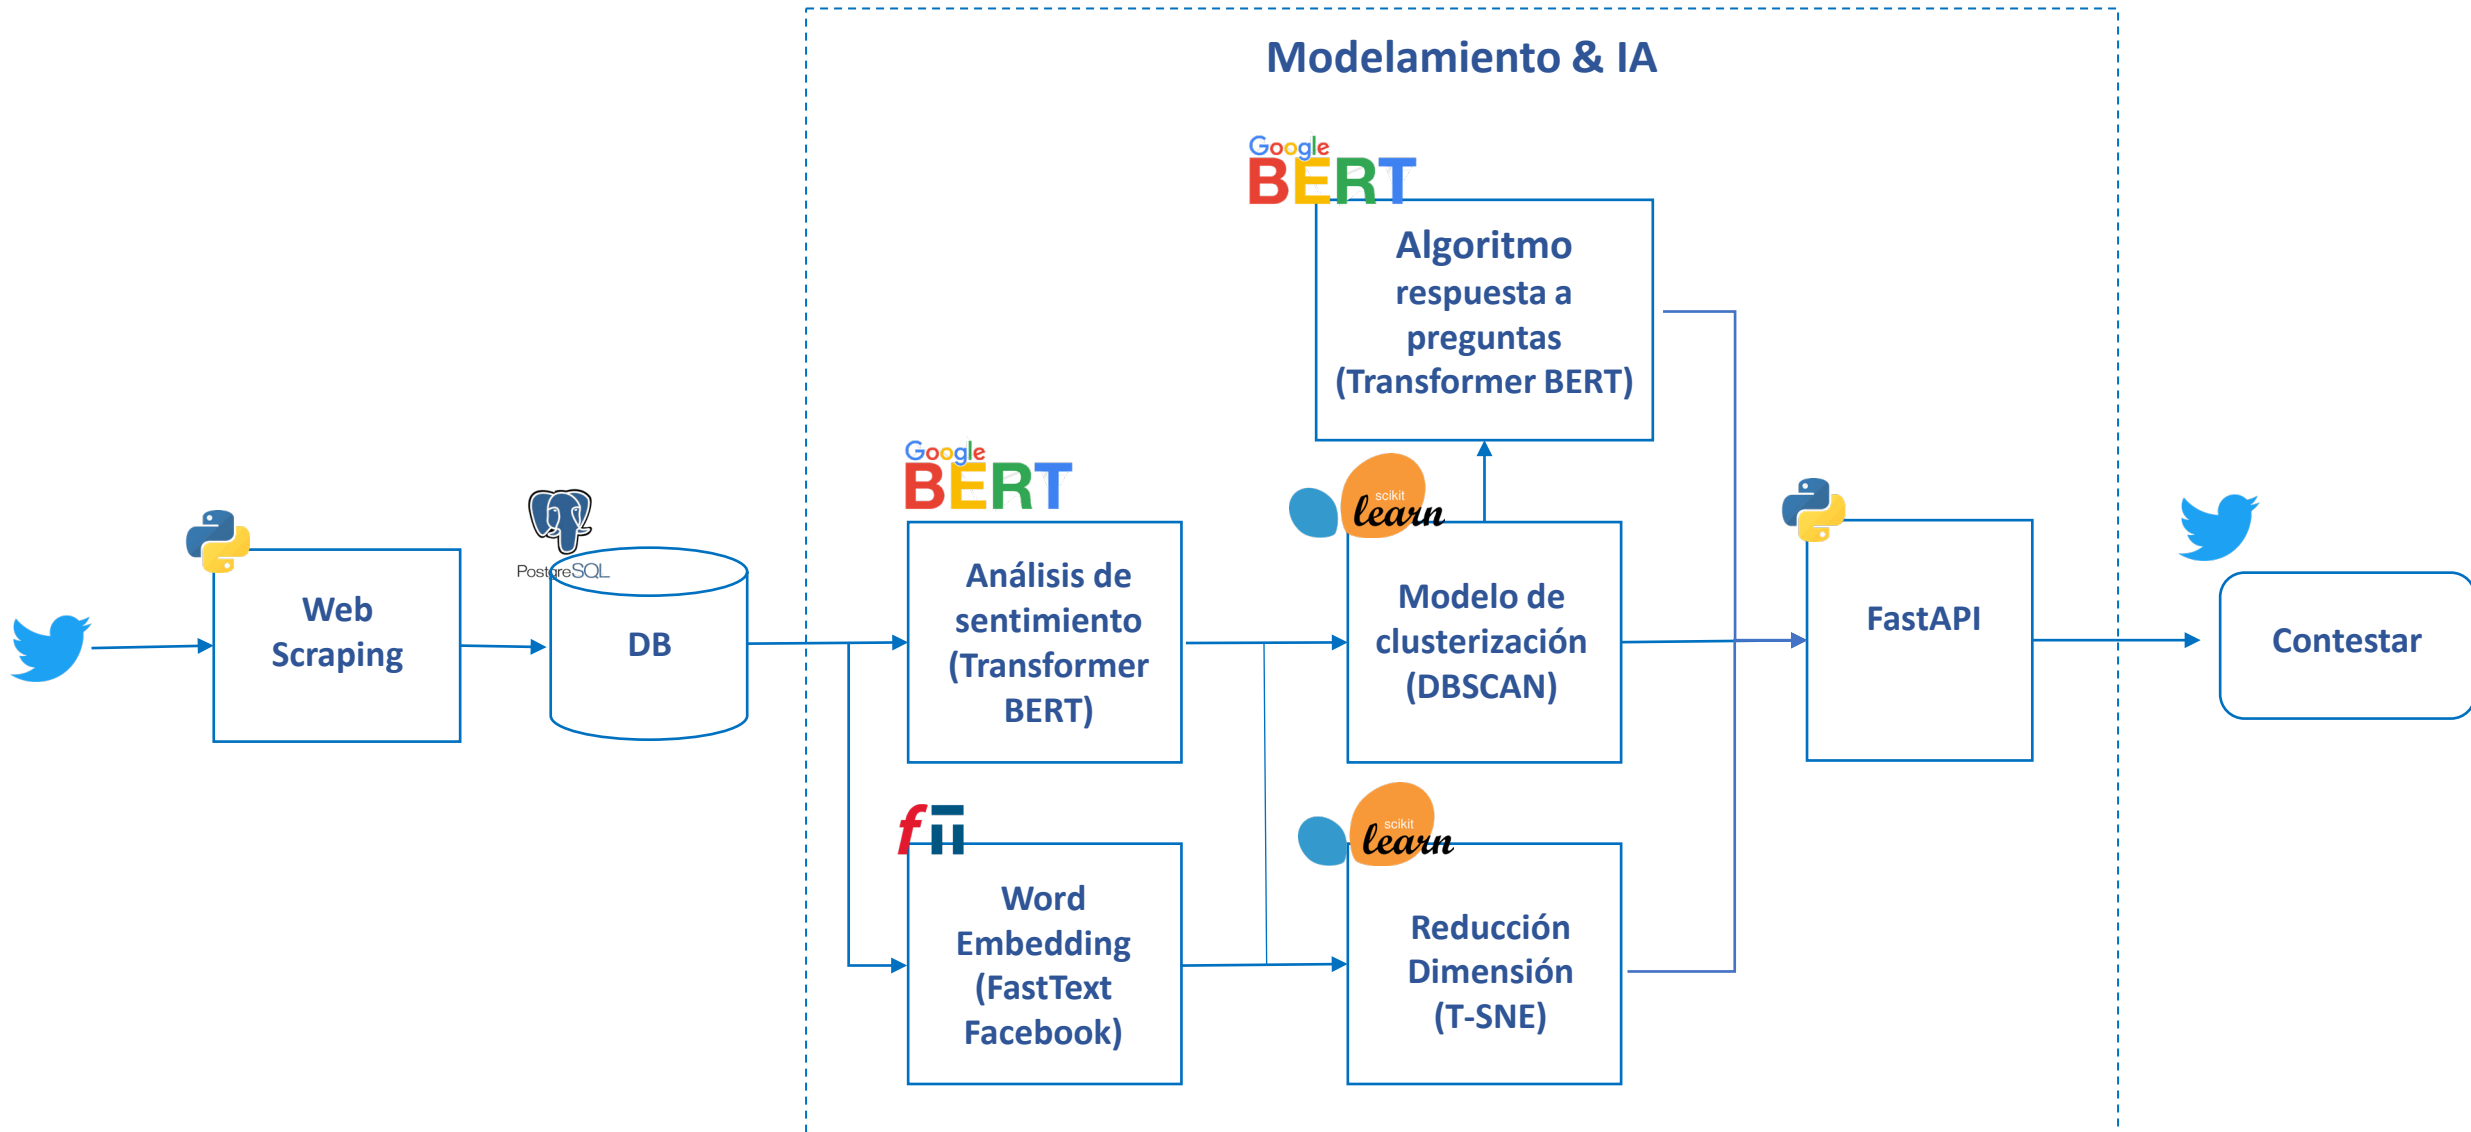 Modelamiento & IA
Google
BERT
Algoritmo
respuesta a
preguntas
(Transformer BERT)
Google
BERT
scikit
learn
PostgreSQL
Web
Scraping
DB
Análisis de
sentimiento
(Transformer
BERT)
Modelo de
clusterización
(DBSCAN)
FastAPI
Contestar
scikit
learn
Word
Embedding
(FastText
Facebook)
Reducción
Dimensión
(T-SNE)